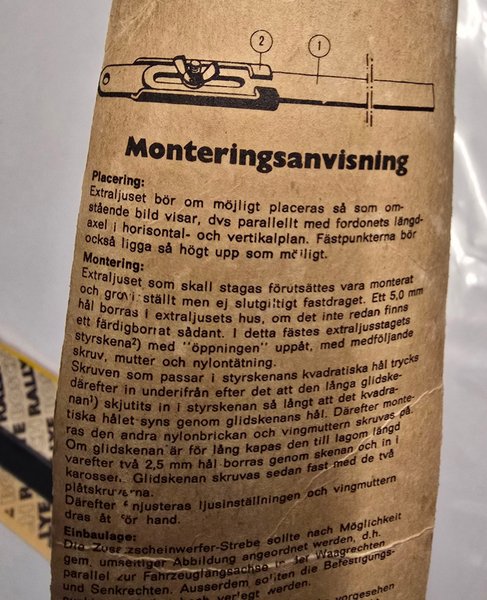 2
1
Monteringsanvisning
Placering:
Extraljuset bör om möjligt placeras så som om-
stående bild visar, dvs parallellt med fordonets längd-
axel i horisontal- och vertikalplan. Fästpunkterna bör
också ligga så högt upp som möjligt.
Montering:
Extraljuset som skall stagas förutsättes vara monterat
och grovinställt men ej slutgiltigt fastdraget. Ett 5,0 mm
hål borras i extraljusets hus, om det inte redan finns
ett färdigborrat sådant. I detta fästes extraljusstagets
styrskena²) med "öppningen" uppåt, med medföljande
skruv, mutter och nylontätning.
Skruven som passar i styrskenans kvadratiska hål trycks
därefter in underifrån efter det att den långa glidske-
nan¹) skjutits in i styrskenan så långt att det kvadra-
tiska hålet syns genom glidskenans hål. Därefter monte-
ras den andra nylonbrickan och vingmuttern skruvas på.
Om glidskenan är för lång kapas den till lagom längd
varefter två 2,5 mm hål borras genom skenan och in i
karossen. Glidskenan skruvas sedan fast med de två
plåtskruvarna.
Därefter finjusteras ljusinställningen och vingmuttern
dras åt för hand.
Einbaulage:
Die Zusatzscheinwerfer-Strebe sollte nach Möglichkeit
gem. umseitiger Abbildung angeordnet werden, d.h.
parallel zur Fahrzeuglängsachse in der Waagrechten
und Senkrechten. Ausserdem sollten die Befestigungs-
verlegt werden.
vorgesehen
RALLY
RALLYE
LYE